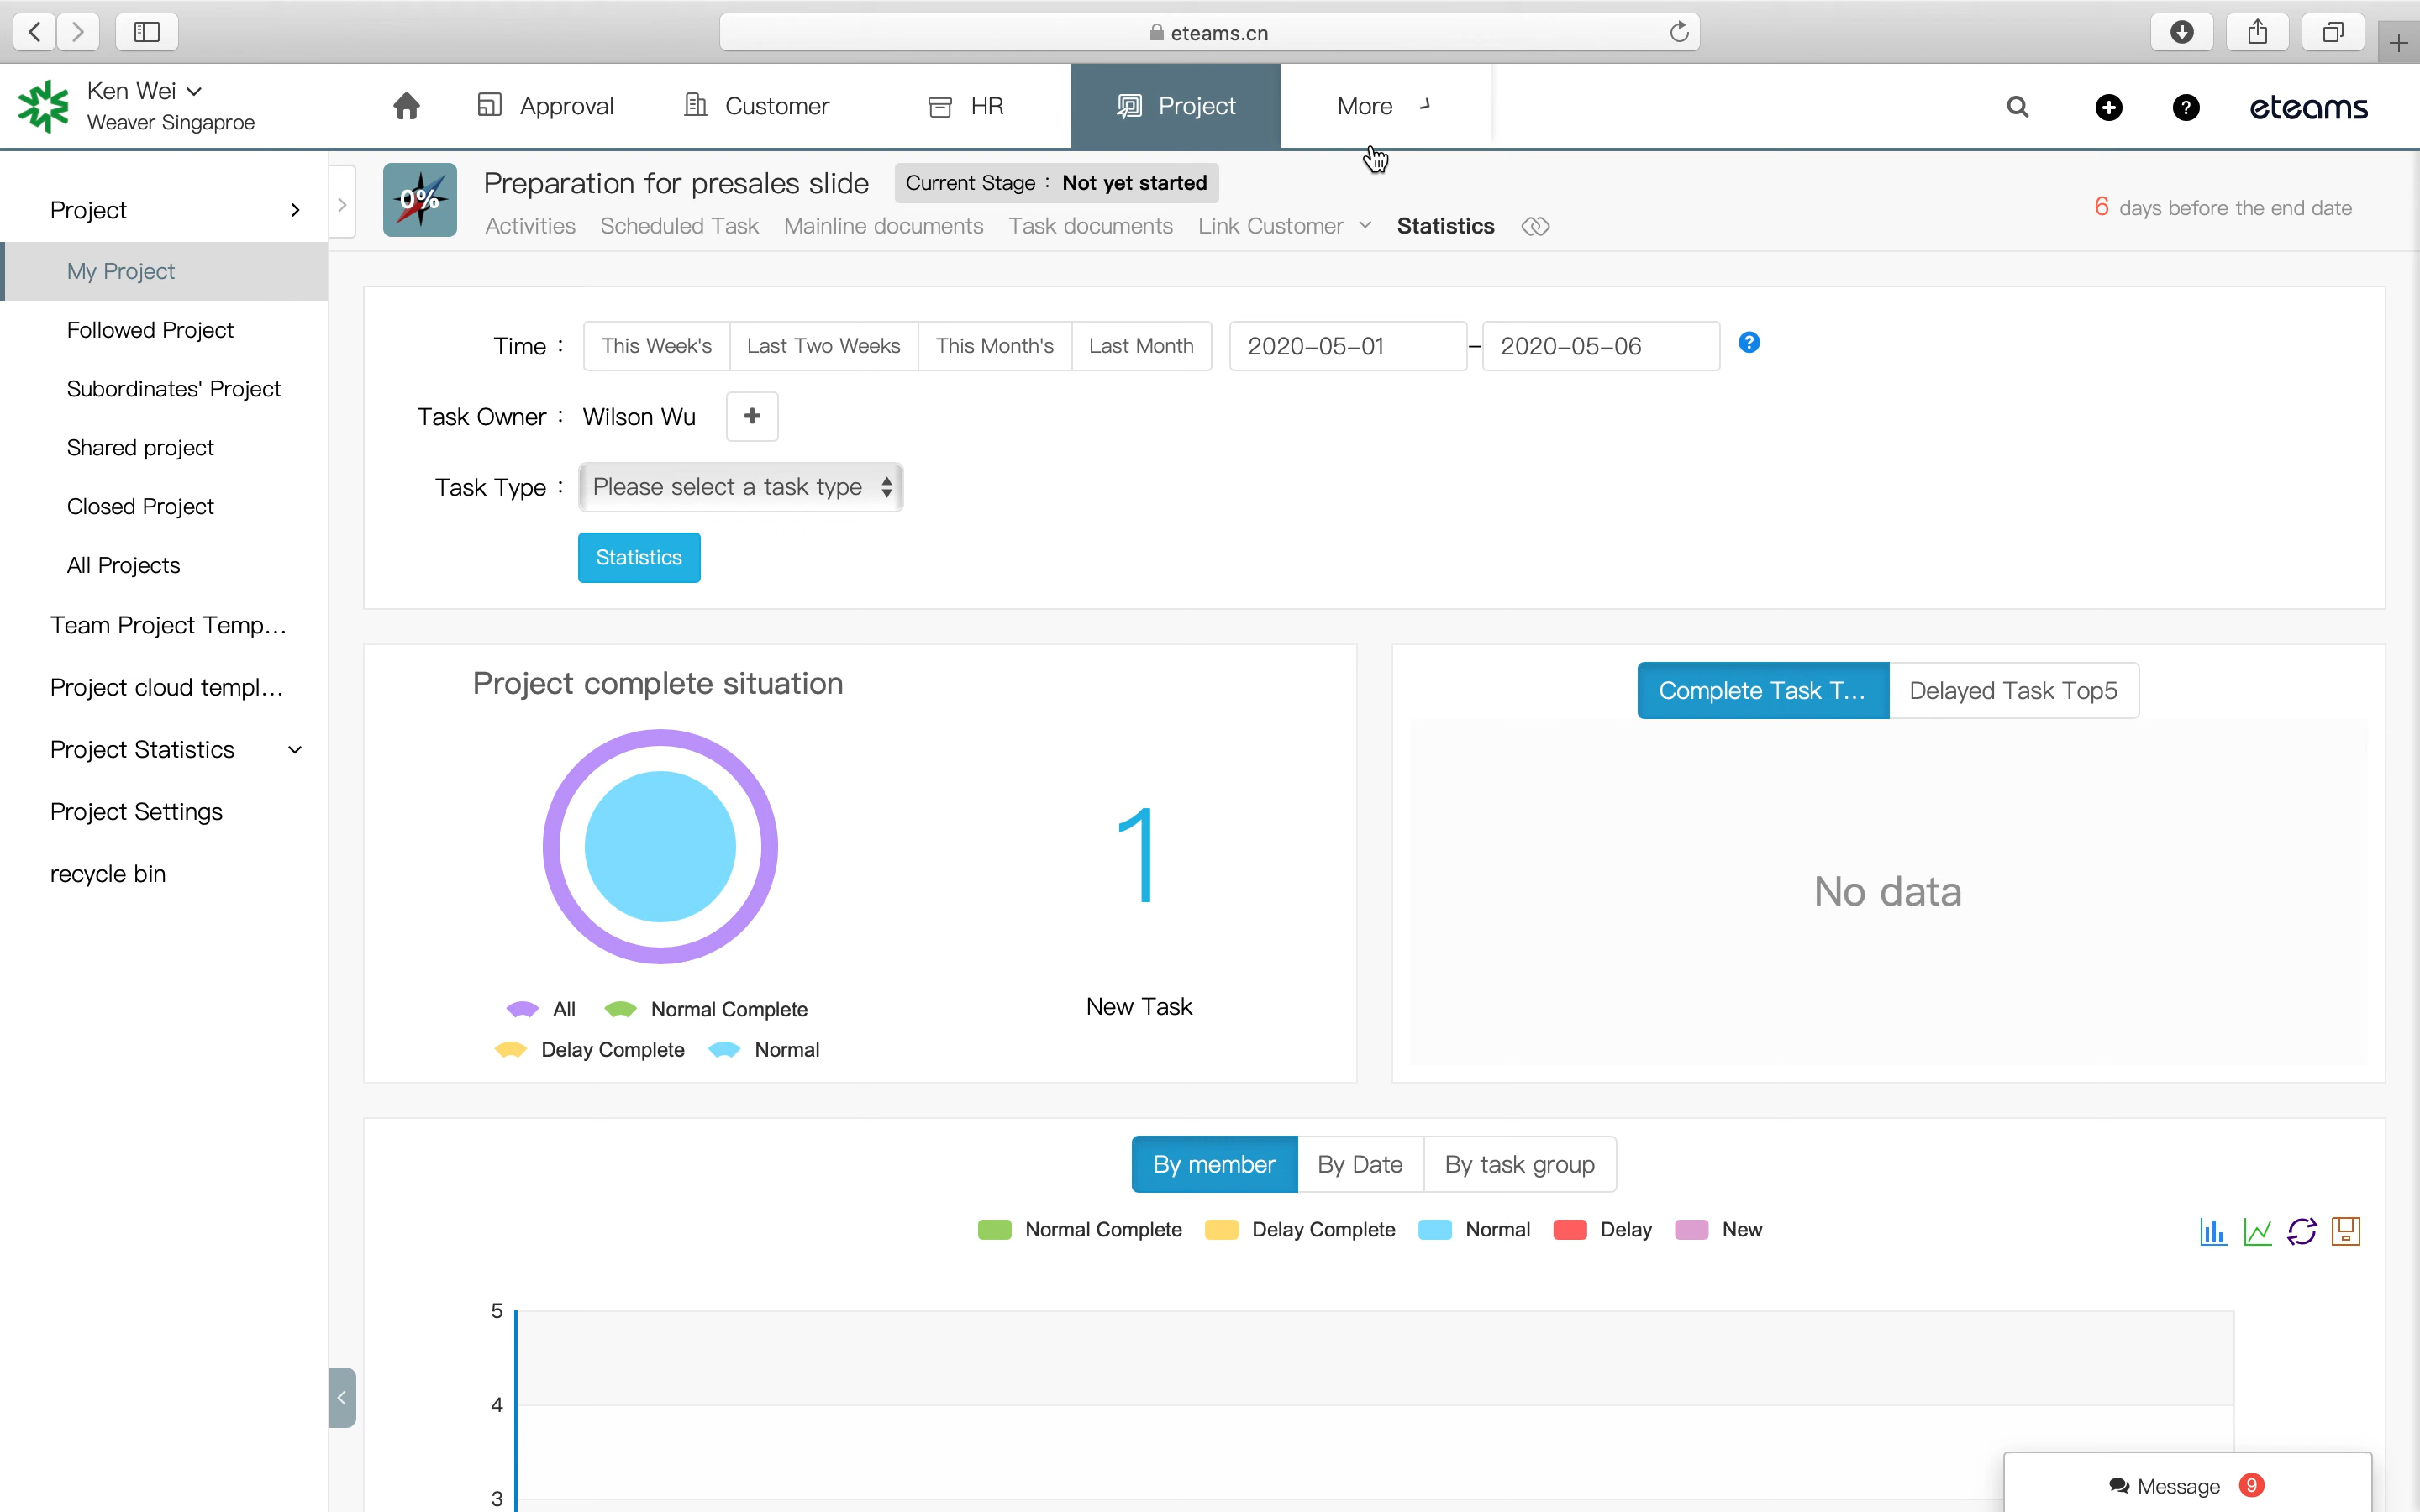 eteams.cn
Ken Wei
Weaver Singaproe
Approval
Customer
HR
Project
More
eteams
Project
My Project
Followed Project
Subordinates' Project
Shared project
Closed Project
All Projects
Team Project Temp...
Project cloud templ...
Project Statistics
Project Settings
recycle bin
0%
Preparation for presales slide
Current Stage : Not yet started
Activities Scheduled Task Mainline documents Task documents Link Customer Statistics
6 days before the end date
Time : This Week's Last Two Weeks This Month's Last Month 2020-05-01 - 2020-05-06 ?
Task Owner : Wilson Wu +
Task Type : Please select a task type
Statistics
Project complete situation
All Normal Complete
Delay Complete Normal
1
New Task
Complete Task T... Delayed Task Top5
No data
By member By Date By task group
Normal Complete Delay Complete Normal Delay New
5
4
3
Message 9